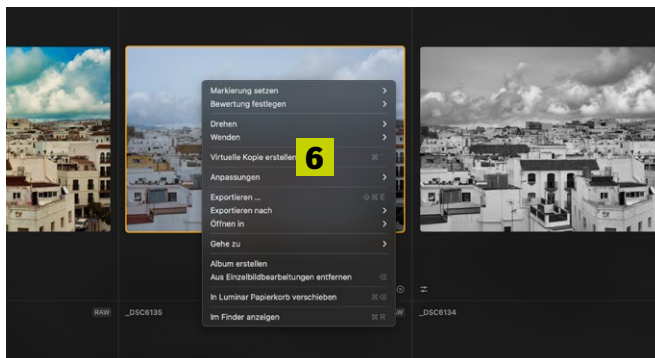 Markierung setzen
Bewertung festlegen
Drehen
Wenden
Virtuelle Kopie erstellen
6
Anpassungen
Exportieren ... ⇧ ⌘ E
Exportieren nach
Öffnen in
Gehe zu
Album erstellen
Aus Einzelbildbearbeitungen entfernen
In Luminar Papierkorb verschieben
Im Finder anzeigen ⌘ R
RAW _DSC6135 _DSC6134